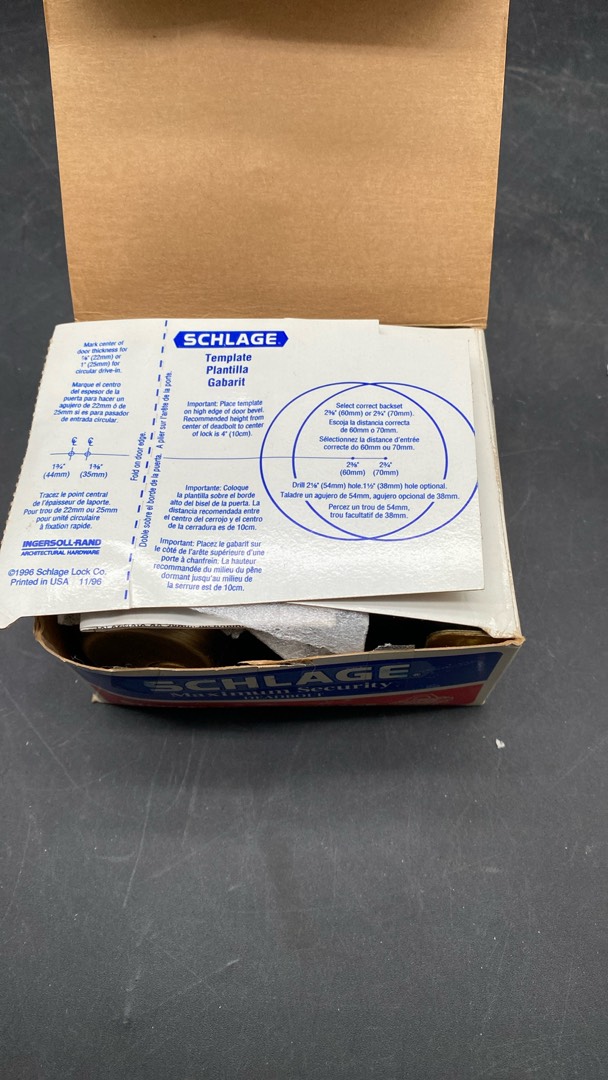 Mark center of
door thickness for
⅞" (22mm) or
1" (25mm) for
circular drive-in.
Marque el centro
del espesor de la
puerta para hacer un
agujero de 22mm ò de
25mm si es para pasador
de entrada circular.
℄ ℄
1¾" 1⅜"
(44mm) (35mm)
Tracez le point central
de l'épaisseur de laporte.
Pour trou de 22mm ou 25mm
pour unité circulaire
à fixation rapide.
INGERSOLL-RAND
ARCHITECTURAL HARDWARE
©1996 Schlage Lock Co.
Printed in USA 11/96
Fold on door edge.
Doble sobre el borde de la puerta.
A plier sur l'arête de la porte.
SCHLAGE
Template
Plantilla
Gabarit
Important: Place template
on high edge of door bevel.
Recommended height from
center of deadbolt to center
of lock is 4" (10cm).
Importante: Coloque
la plantilla sobre el borde
alto del bisel de la puerta. La
distancia recomendada entre
el centro del cerrojo y el centro
de la cerradura es de 10cm.
Important: Placez le gabarit sur
le côté de l'arête supérieure d'une
porte à chanfrein. La hauteur
recommandée du milieu du pêne
dormant jusqu'au milieu de
la serrure est de 10cm.
Select correct backset
2⅜" (60mm) or 2¾" (70mm).
Escoja la distancia correcta
de 60mm o 70mm.
Sélectionnez la distance d'entrée
correcte do 60mm ou 70mm.
2⅜" 2¾"
(60mm) (70mm)
Drill 2⅛" (54mm) hole.1½" (38mm) hole optional.
Taladre un agujero de 54mm, agujero opcional de 38mm.
Percez un trou de 54mm,
trou facultatif de 38mm.
SCHLAGE
Maximum Security
DEADBOLT